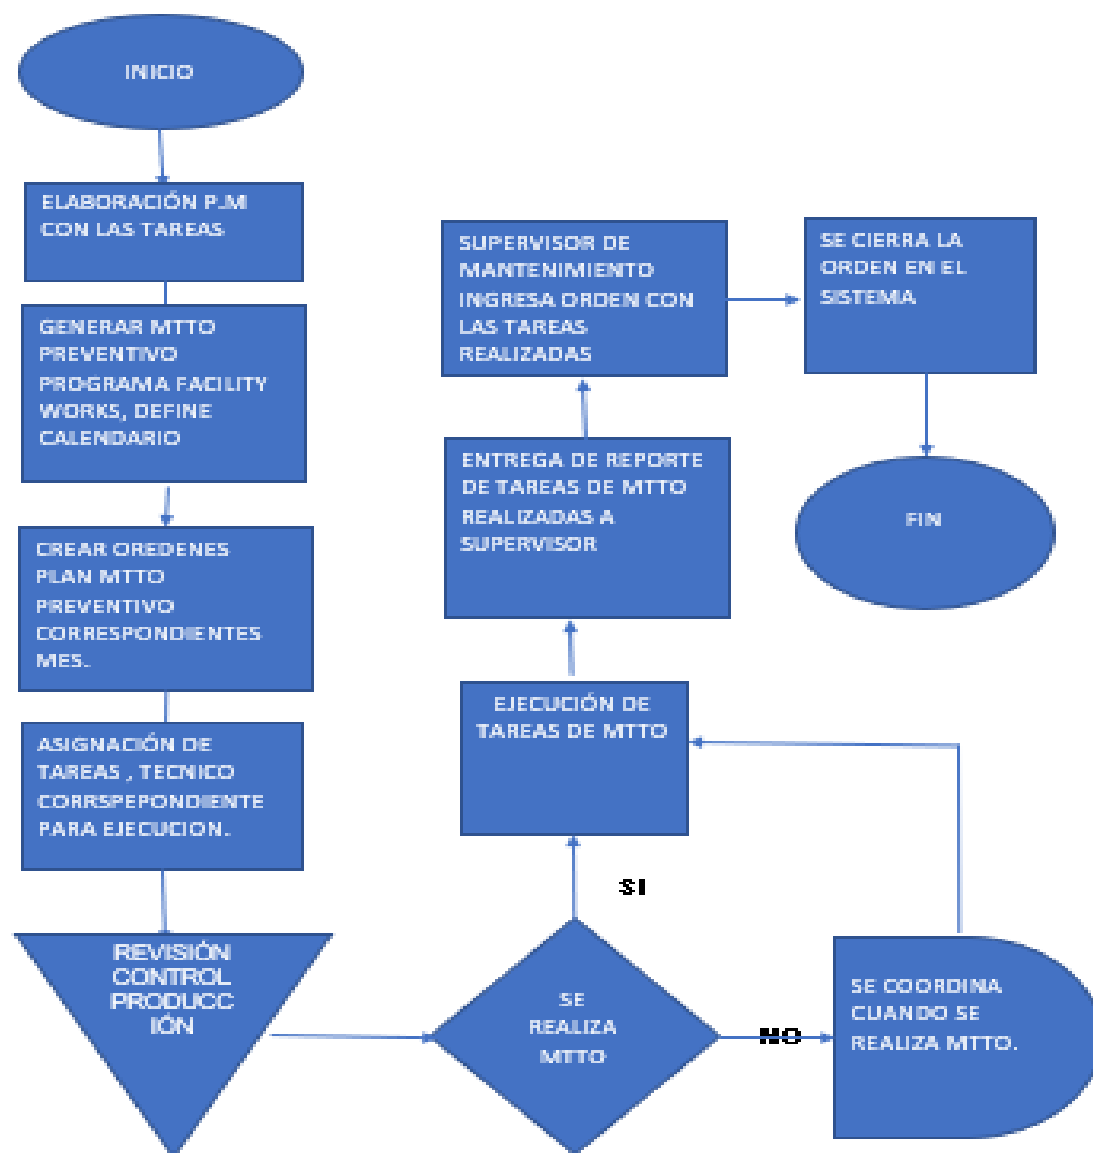 INICIO
ELABORACIÓN P.M
CON LAS TAREAS
GENERAR MTTO
PREVENTIVO
PROGRAMA FACILITY
WORKS, DEFINE
CALENDARIO
CREAR OREDENES
PLAN MTTO
PREVENTIVO
CORRESPONDIENTES
MES.
ASIGNACIÓN DE
TAREAS , TECNICO
CORRSPEPONDIENTE
PARA EJECUCION.
REVISIÓN
CONTROL
PRODUCC
IÓN
SE
REALIZA
MTTO
NO
SE COORDINA
CUANDO SE
REALIZA MTTO.
SI
EJECUCIÓN DE
TAREAS DE MTTO
ENTREGA DE REPORTE
DE TAREAS DE MTTO
REALIZADAS A
SUPERVISOR
SUPERVISOR DE
MANTENIMIENTO
INGRESA ORDEN CON
LAS TAREAS
REALIZADAS
SE CIERRA LA
ORDEN EN EL
SISTEMA
FIN